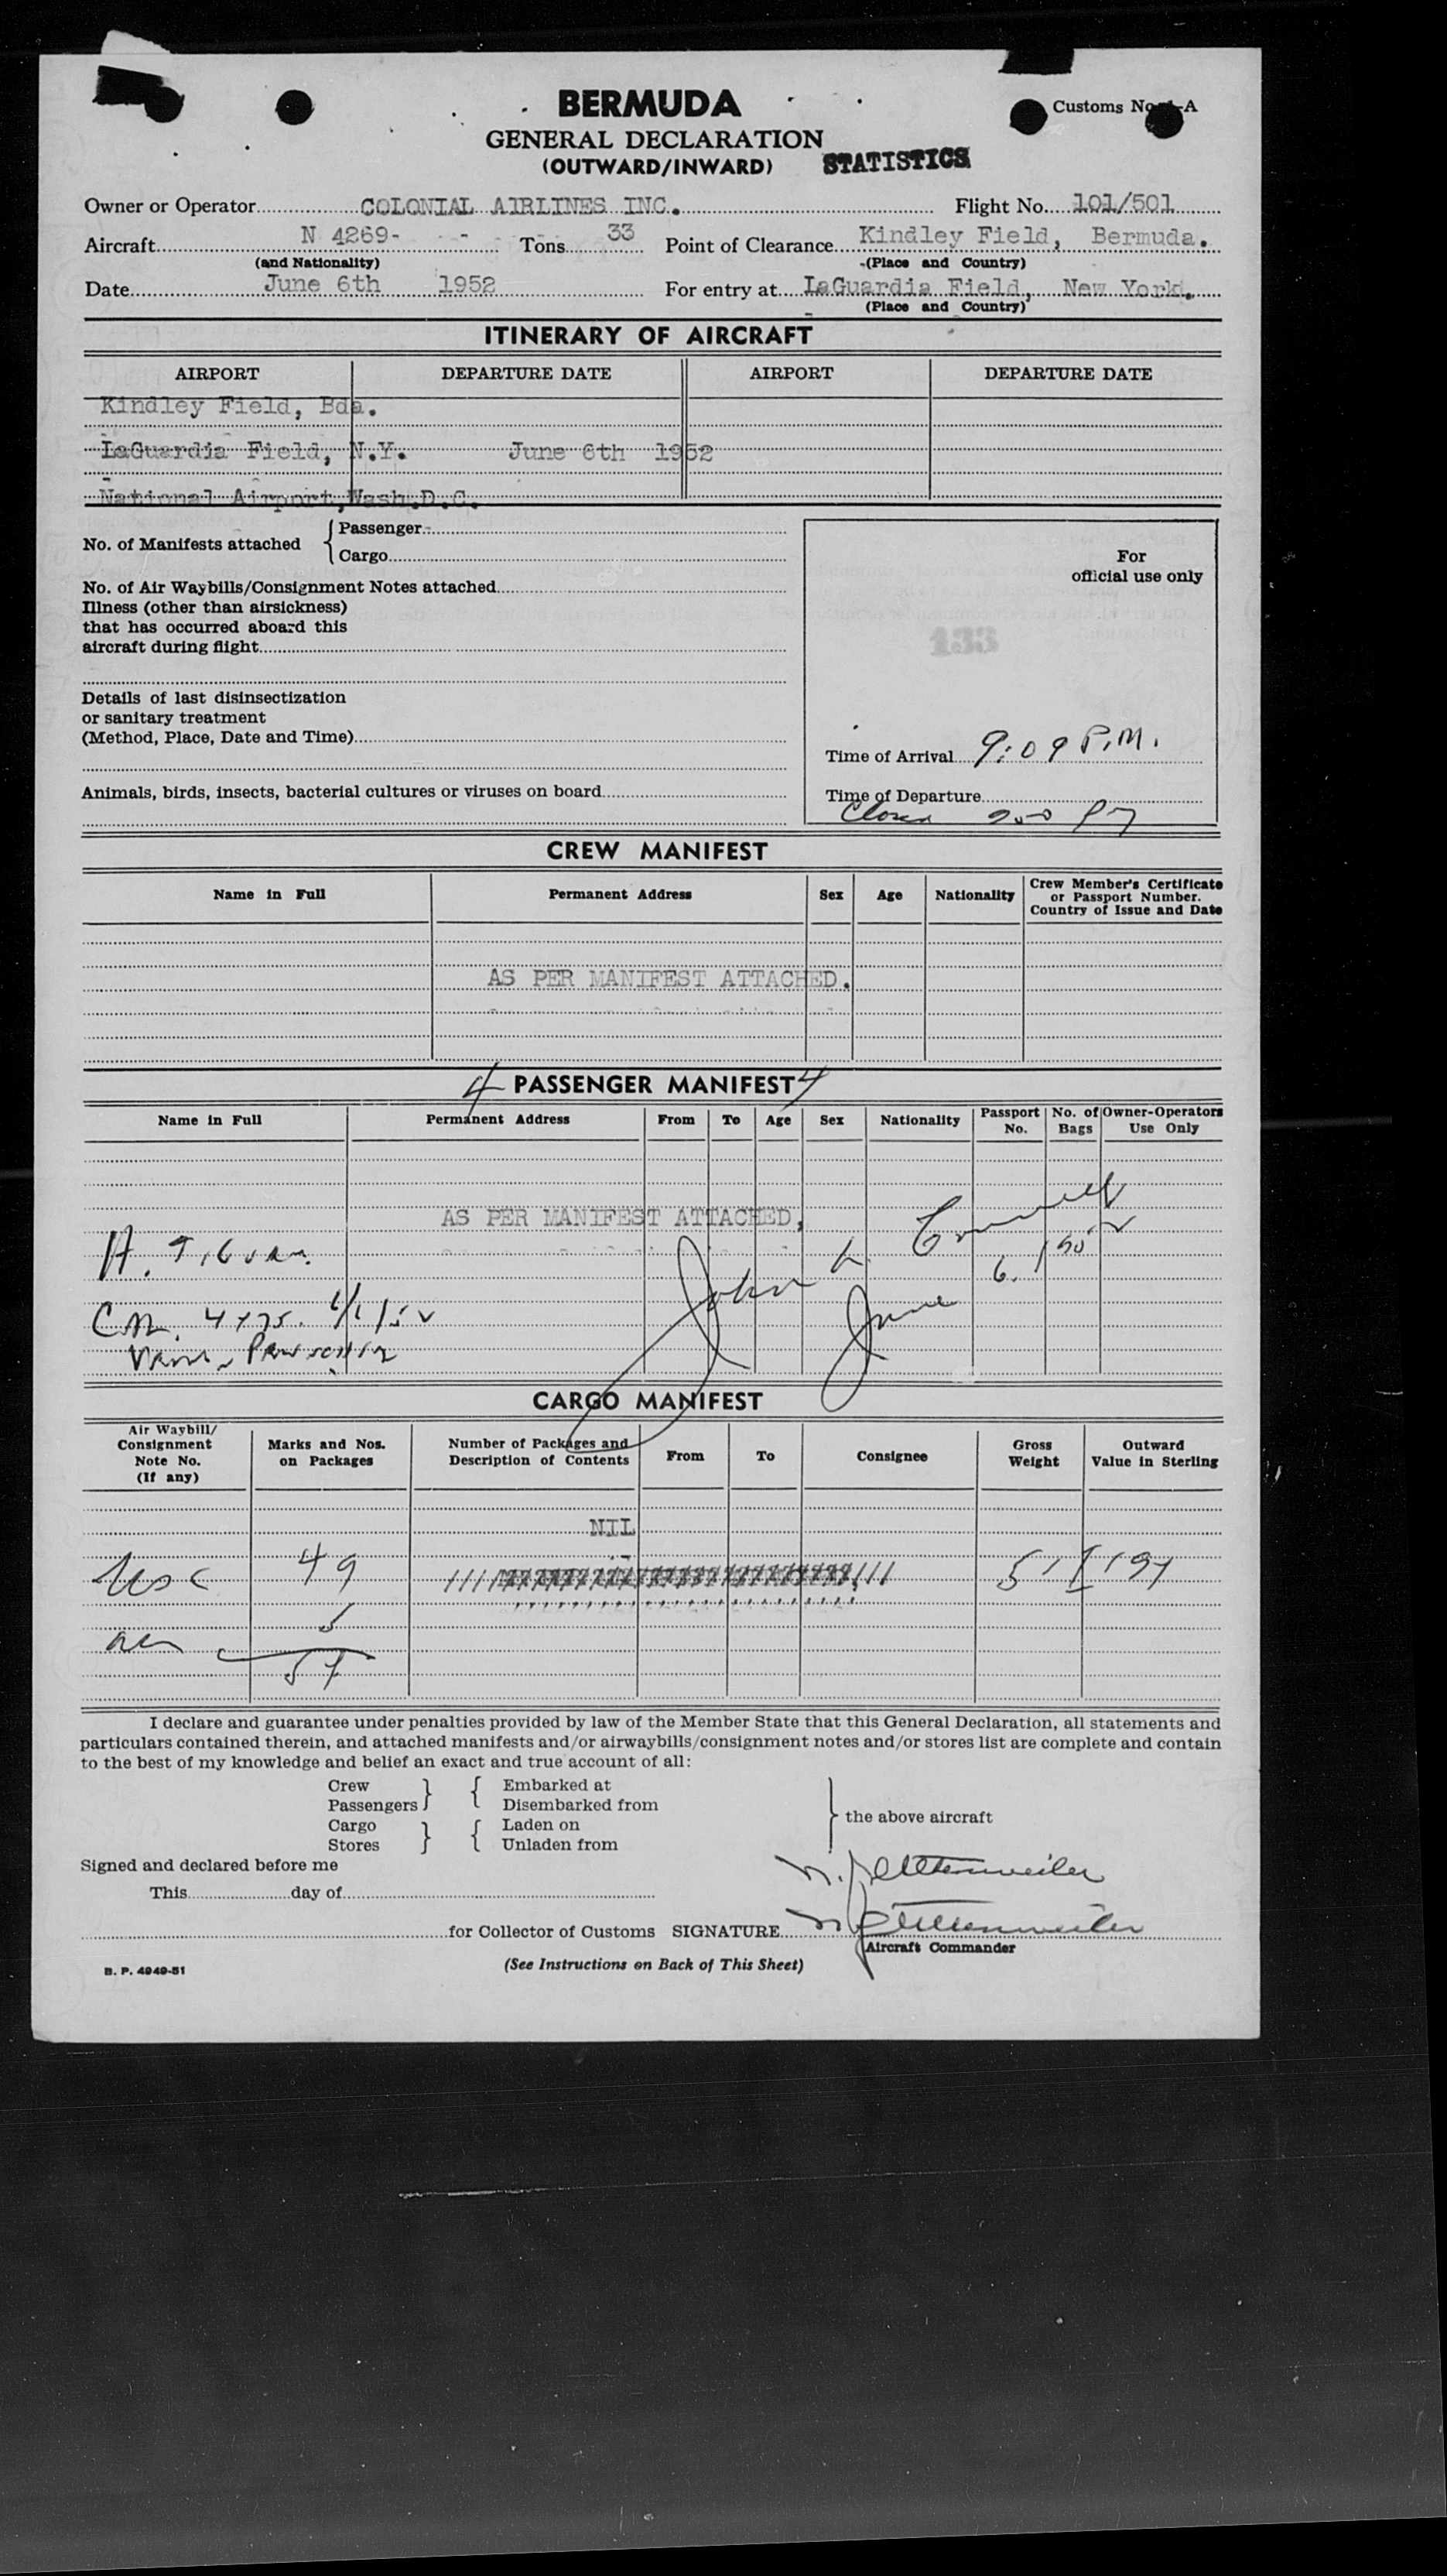 BERMUDA
Customs No. -A
GENERAL DECLARATION
(OUTWARD/INWARD) STATISTICS
Owner or Operator COLONIAL AIRLINES INC. Flight No. 101/501
Aircraft N 4269- - Tons 33 Point of Clearance Kindley Field, Bermuda.
(and Nationality) (Place and Country)
Date June 6th 1952 For entry at LaGuardia Field, New York.
(Place and Country)
ITINERARY OF AIRCRAFT
AIRPORT DEPARTURE DATE AIRPORT DEPARTURE DATE
Kindley Field, Bda.
LaGuardia Field, N.Y. June 6th 1952
National Airport,Wash.D.C.
No. of Manifests attached { Passenger
Cargo
For
official use only
No. of Air Waybills/Consignment Notes attached
Illness (other than airsickness)
that has occurred aboard this
aircraft during flight
133
Details of last disinsectization
or sanitary treatment
(Method, Place, Date and Time)
Time of Arrival 9:09 P.M.
Animals, birds, insects, bacterial cultures or viruses on board
Time of Departure
CREW MANIFEST
Name in Full Permanent Address Sex Age Nationality Crew Member's Certificate
or Passport Number.
Country of Issue and Date
AS PER MANIFEST ATTACHED.
4 PASSENGER MANIFEST 4
Name in Full Permanent Address From To Age Sex Nationality Passport No. No. of Bags Owner-Operators Use Only
AS PER MANIFEST ATTACHED,
John L.
June 6. 1952
CARGO MANIFEST
Air Waybill/
Consignment
Note No.
(If any)
Marks and Nos.
on Packages
Number of Packages and
Description of Contents
From To Consignee
Gross
Weight
Outward
Value in Sterling
NIL
49
I declare and guarantee under penalties provided by law of the Member State that this General Declaration, all statements and
particulars contained therein, and attached manifests and/or airwaybills/consignment notes and/or stores list are complete and contain
to the best of my knowledge and belief an exact and true account of all:
Crew } { Embarked at
Passengers Disembarked from
} the above aircraft
Cargo } { Laden on
Stores Unladen from
Signed and declared before me
This day of
for Collector of Customs SIGNATURE
Aircraft Commander
B. P. 4049-51
(See Instructions on Back of This Sheet)